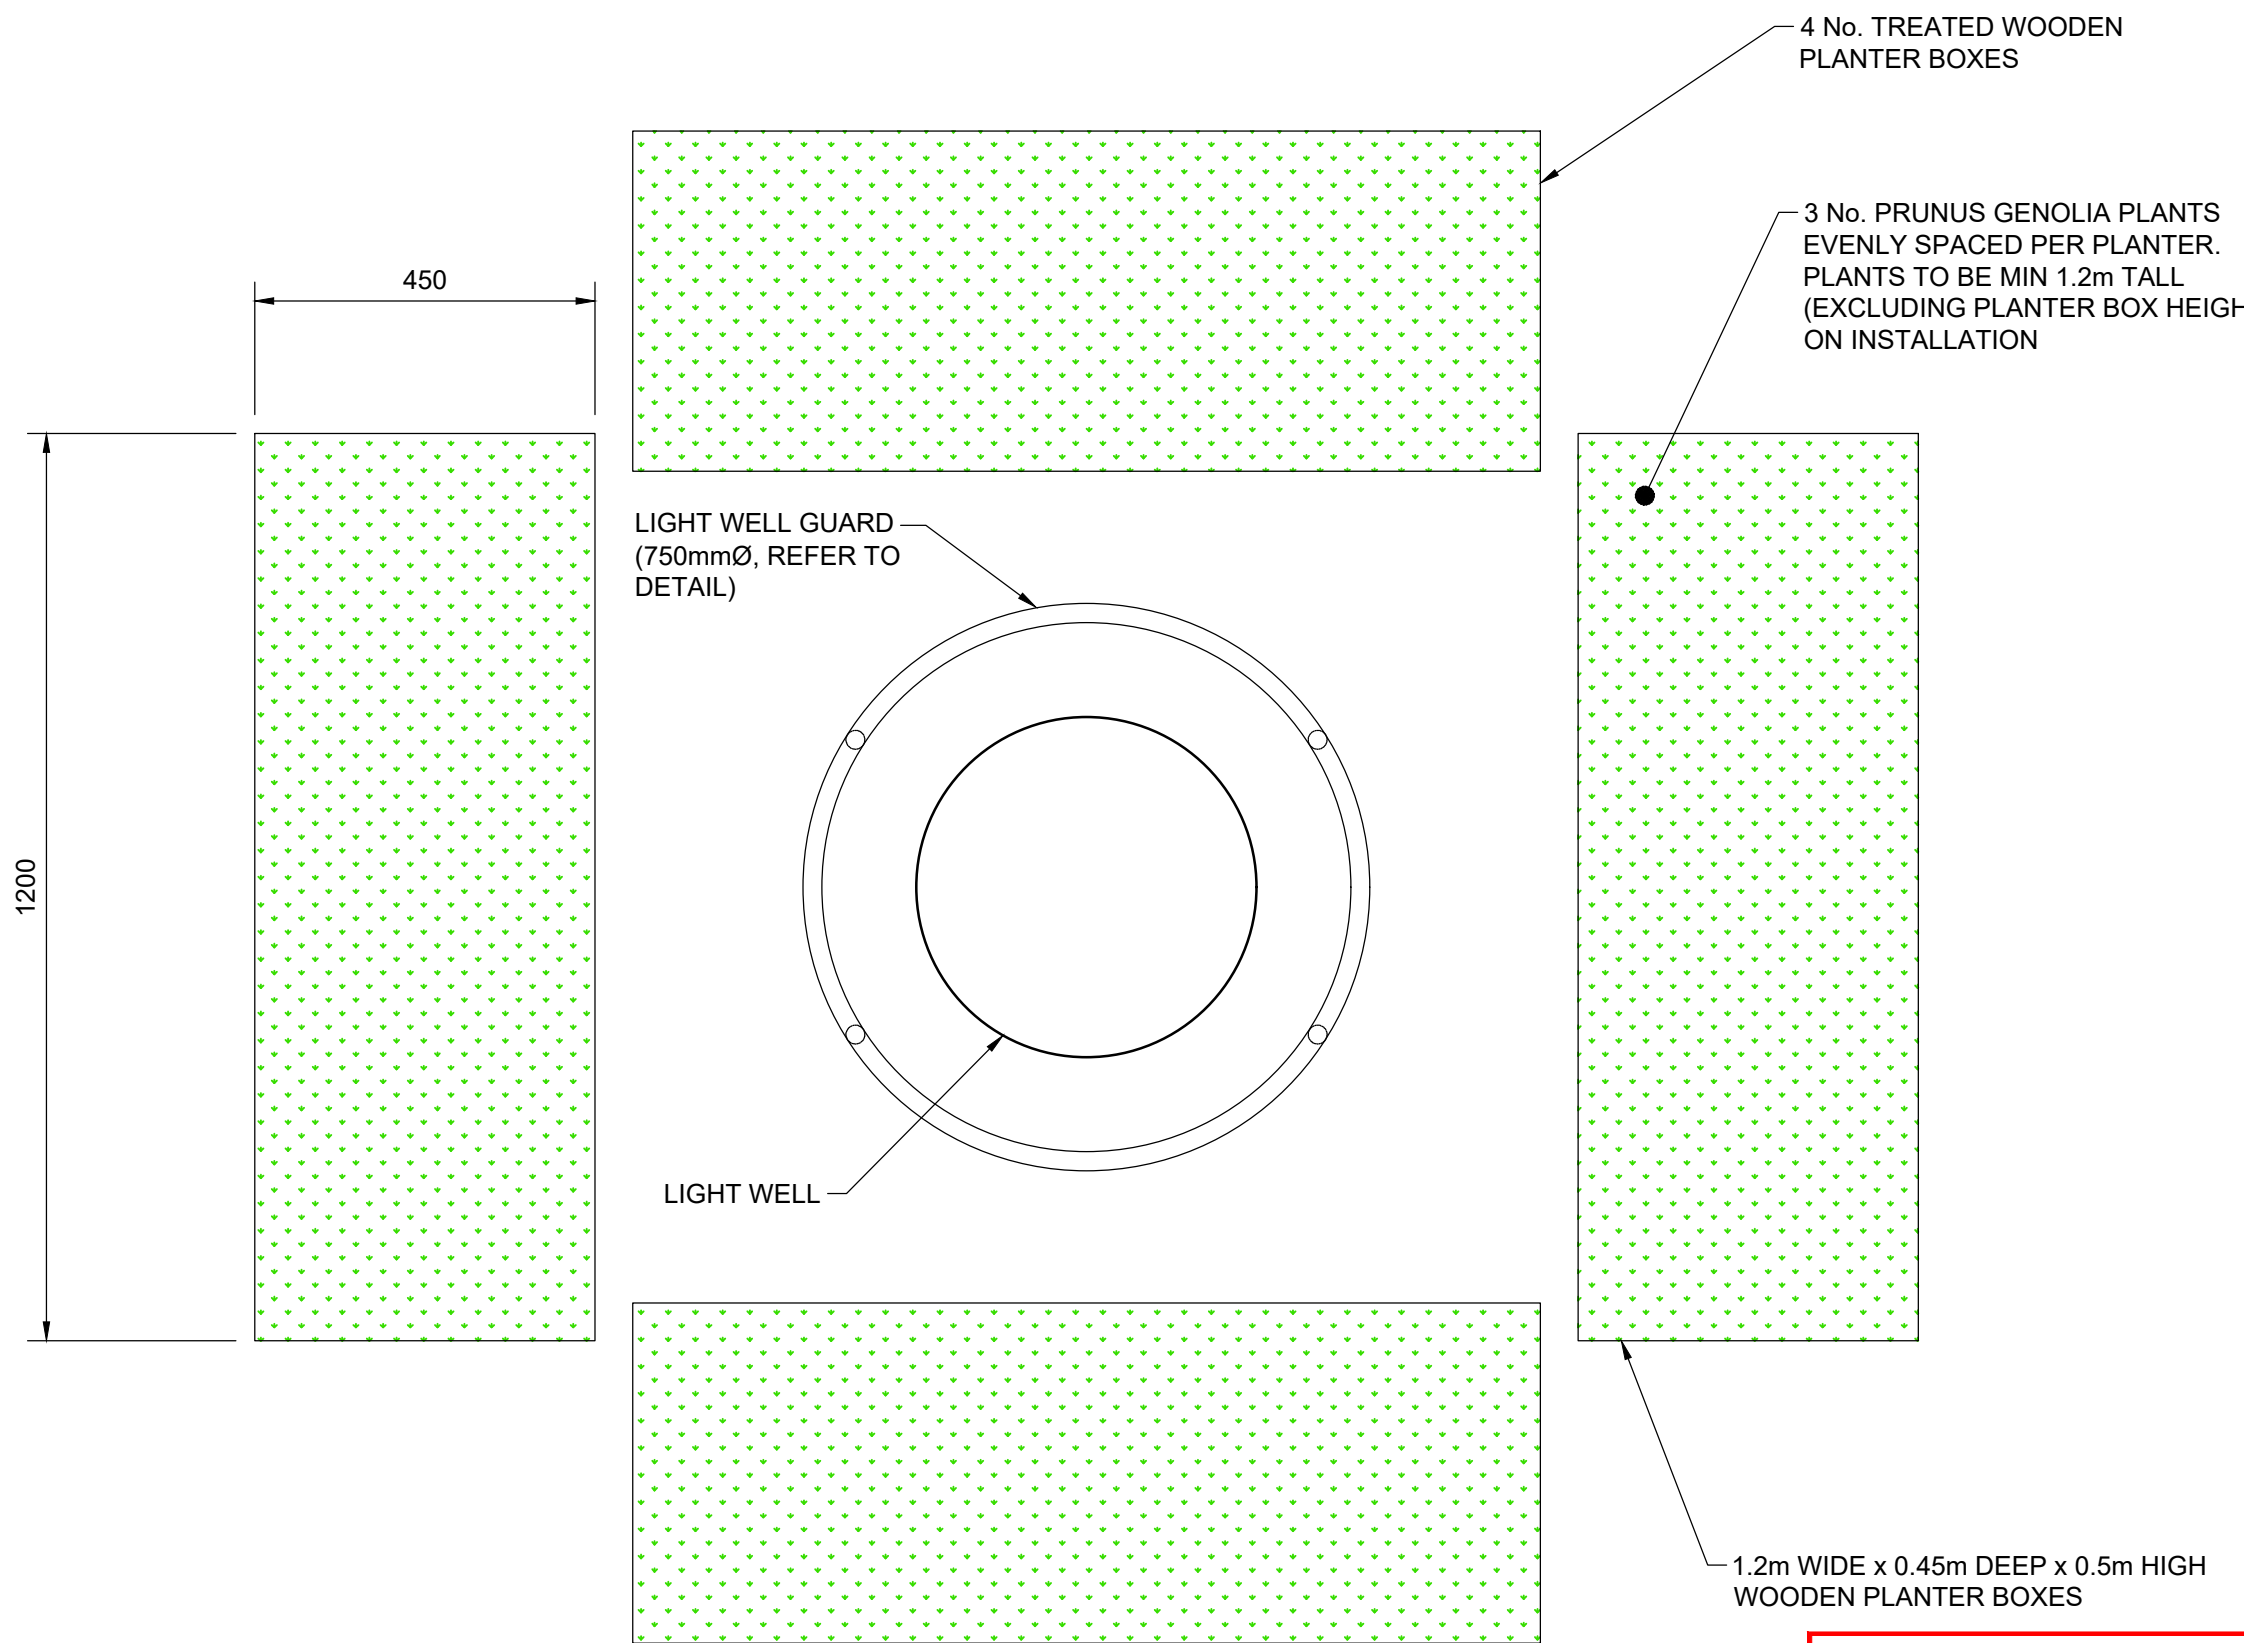 4 No. TREATED WOODEN
PLANTER BOXES
3 No. PRUNUS GENOLIA PLANTS
EVENLY SPACED PER PLANTER.
PLANTS TO BE MIN 1.2m TALL
(EXCLUDING PLANTER BOX HEIGH
ON INSTALLATION
450
LIGHT WELL GUARD
(750mmØ, REFER TO
DETAIL)
1200
LIGHT WELL
1.2m WIDE x 0.45m DEEP x 0.5m HIGH
WOODEN PLANTER BOXES